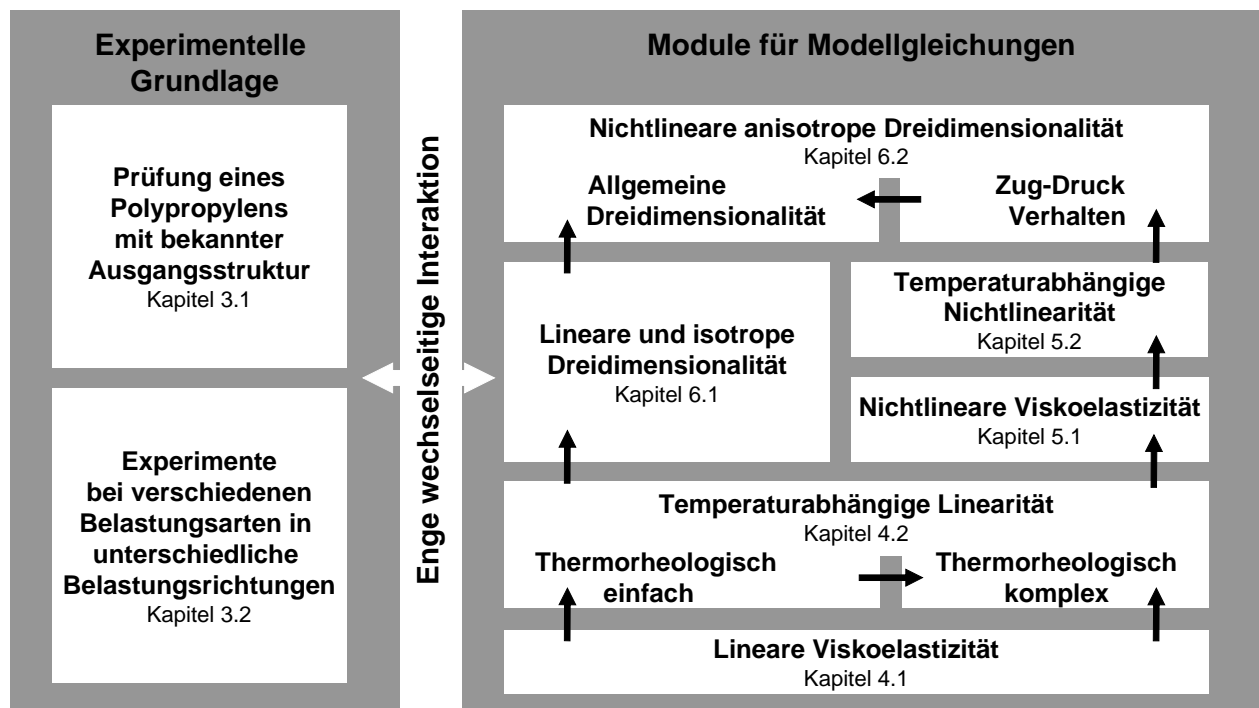 Experimentelle
Grundlage
Prüfung eines
Polypropylens
mit bekannter
Ausgangsstruktur
Kapitel 3.1
Experimente
bei verschiedenen
Belastungsarten in
unterschiedliche
Belastungsrichtungen
Kapitel 3.2
Enge wechselseitige Interaktion
Module für Modellgleichungen
Nichtlineare anisotrope Dreidimensionalität
Kapitel 6.2
Allgemeine
Dreidimensionalität
Zug-Druck
Verhalten
Lineare und isotrope
Dreidimensionalität
Kapitel 6.1
Temperaturabhängige
Nichtlinearität
Kapitel 5.2
Nichtlineare Viskoelastizität
Kapitel 5.1
Temperaturabhängige Linearität
Kapitel 4.2
Thermorheologisch
einfach
Thermorheologisch
komplex
Lineare Viskoelastizität
Kapitel 4.1